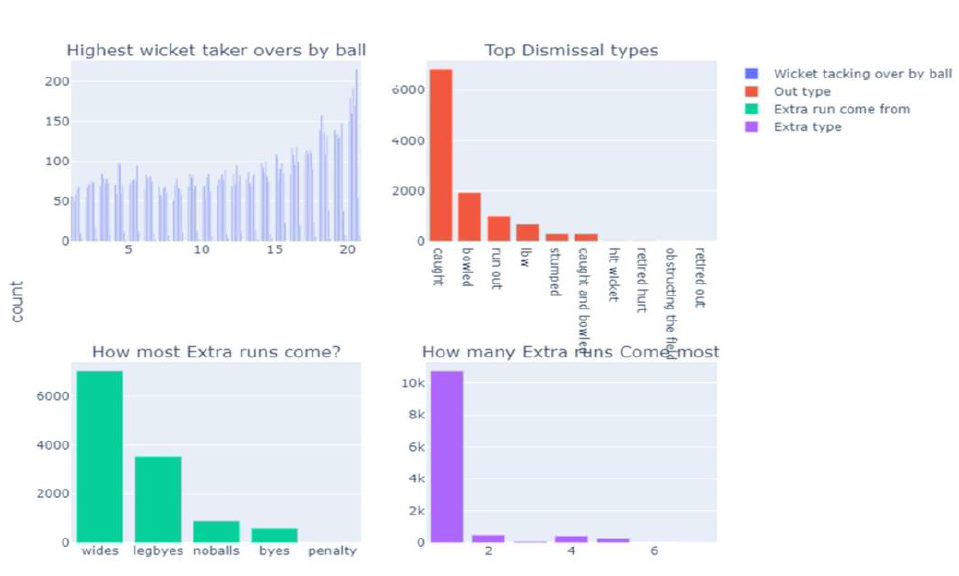 Highest wicket taker overs by ball
Top Dismissal types
200
150
100
50
0
5
10
15
20
6000
4000
2000
0
caught
bowled
run out
lbw
stumped
caught and bowled
hit wicket
retired hurt
obstructing the field
retired out
Wicket tacking over by ball
Out type
Extra run come from
Extra type
count
How most Extra runs come?
How many Extra runs Come most
6000
4000
2000
0
wides
legbyes
noballs
byes
penalty
10k
8k
6k
4k
2k
0
2
4
6